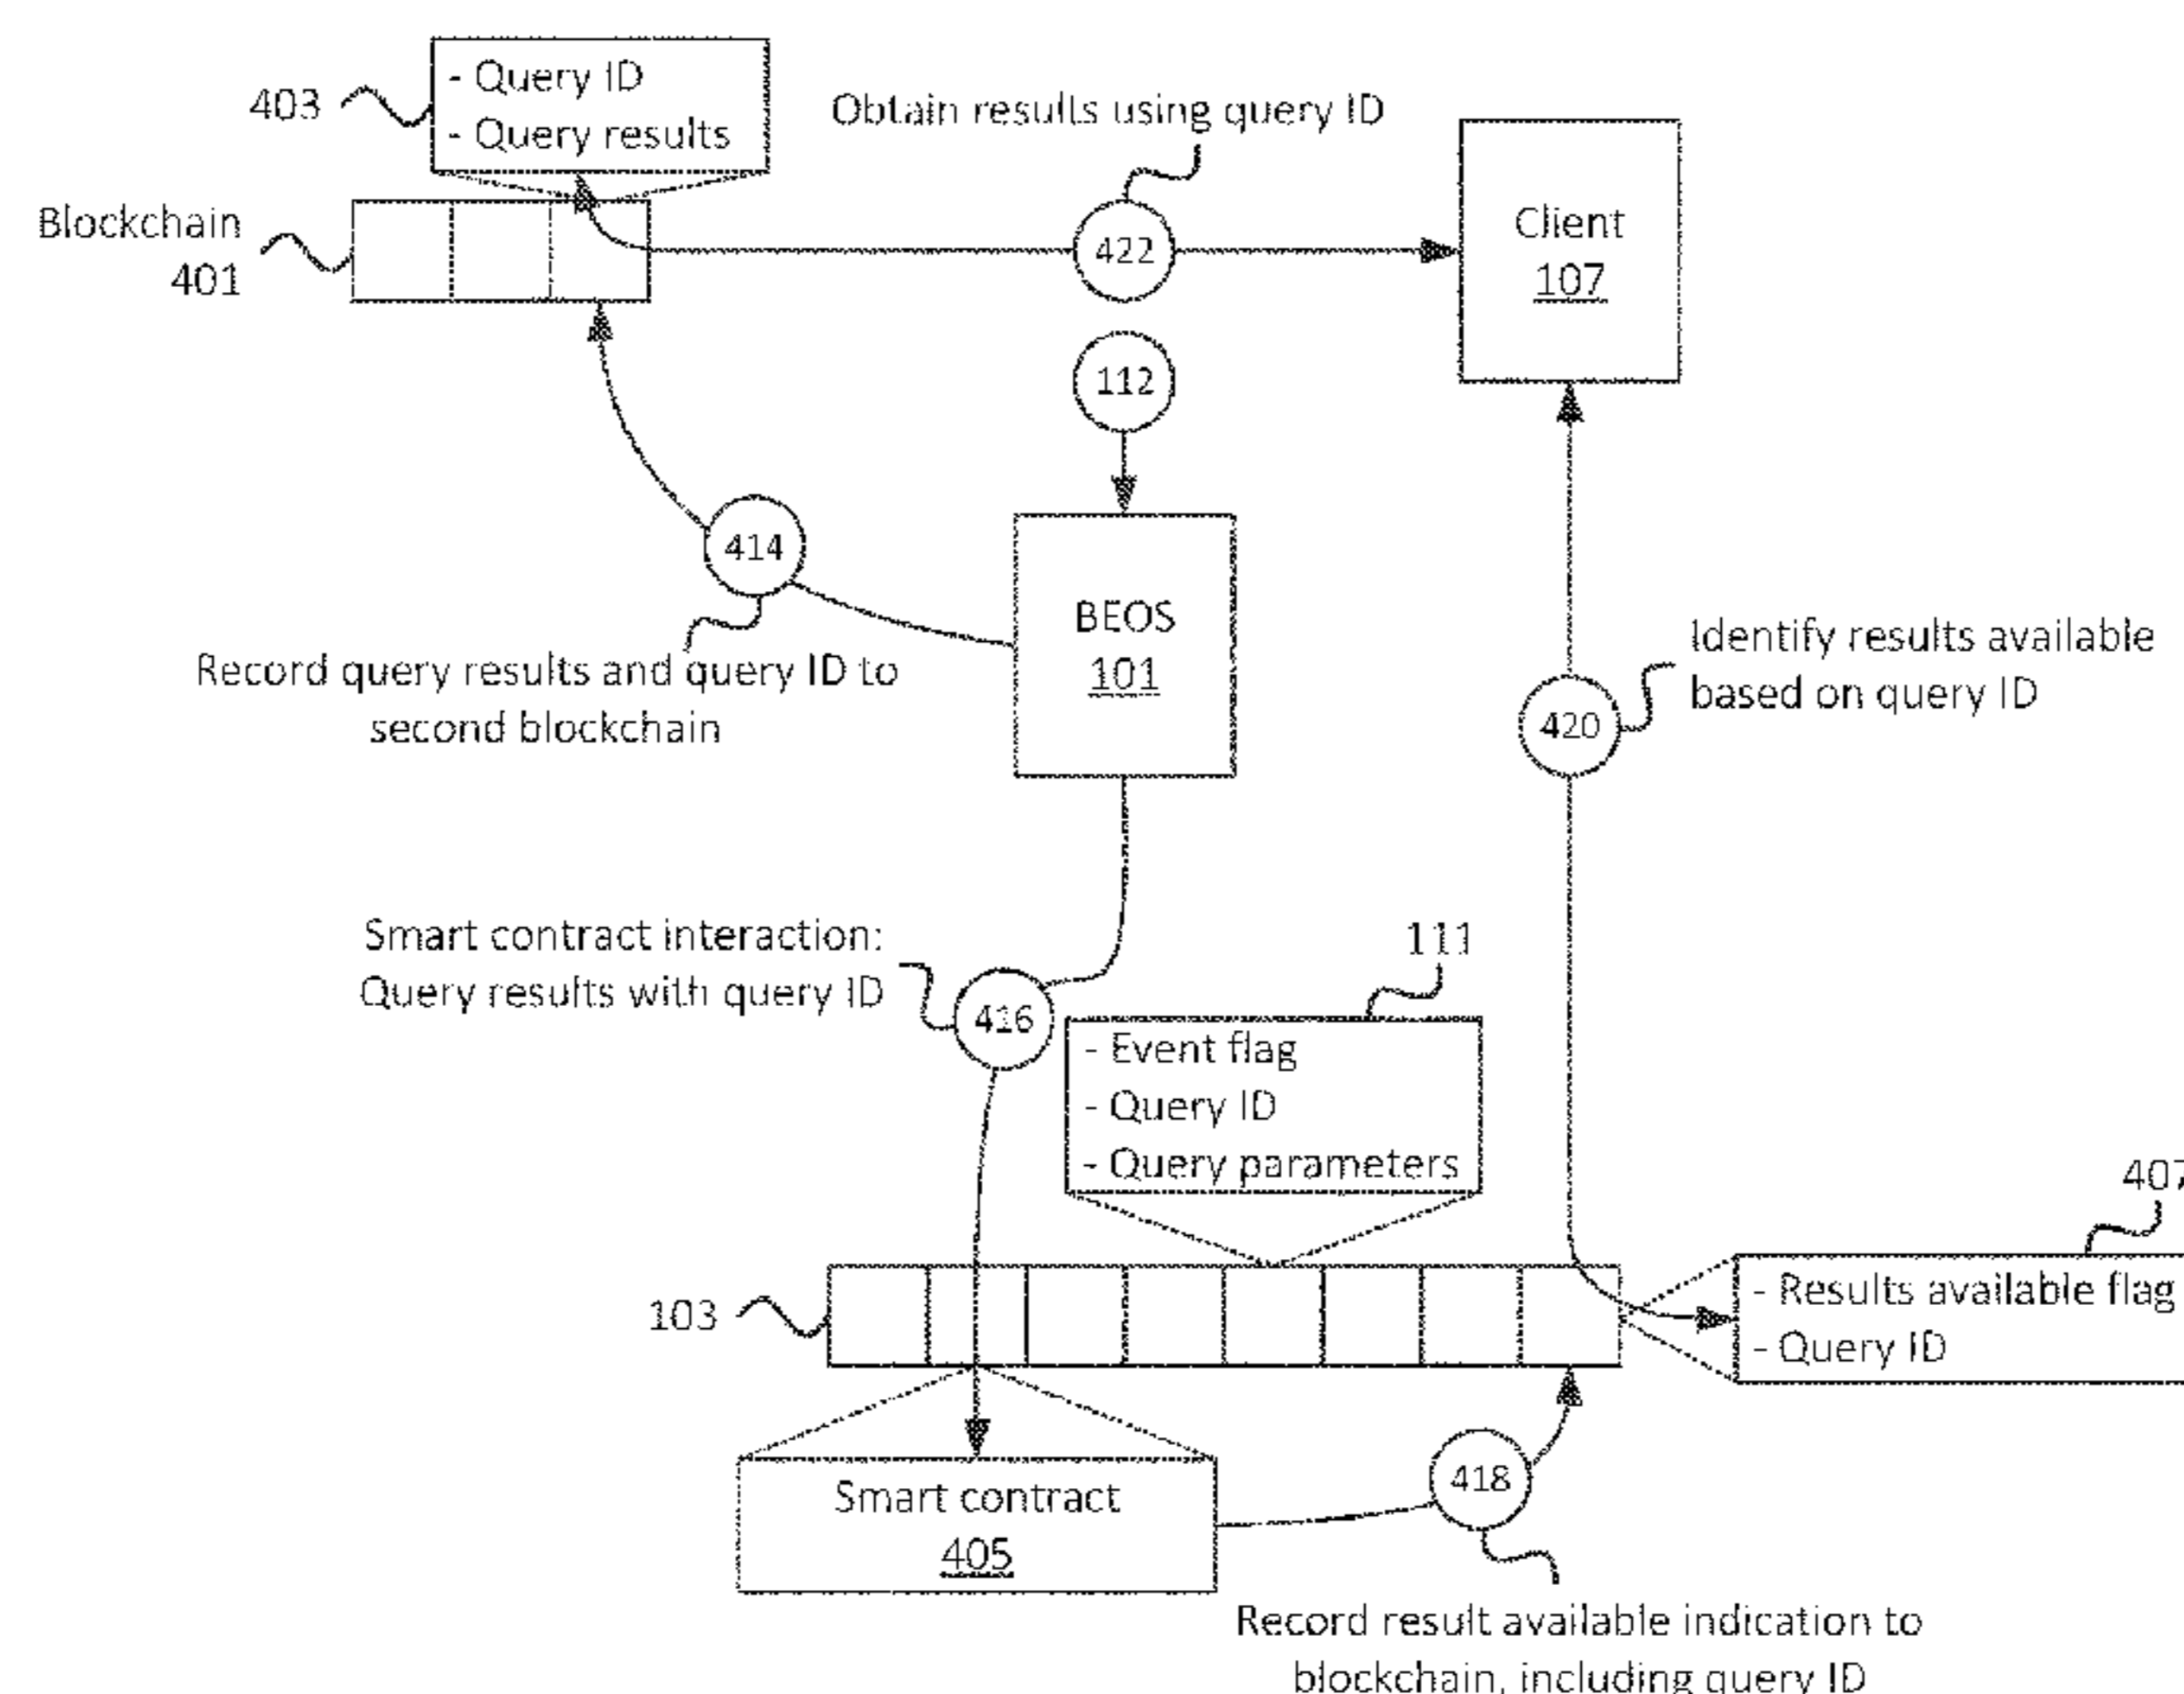 403
- Query ID
- Query results
Obtain results using query ID
Blockchain
401
422
Client
107
112
414
BEOS
101
Record query results and query ID to
second blockchain
Identify results available
based on query ID
420
Smart contract interaction:
Query results with query ID
416
111
- Event flag
- Query ID
- Query parameters
407
103
- Results available flag
- Query ID
Smart contract
405
418
Record result available indication to
blockchain, including query ID